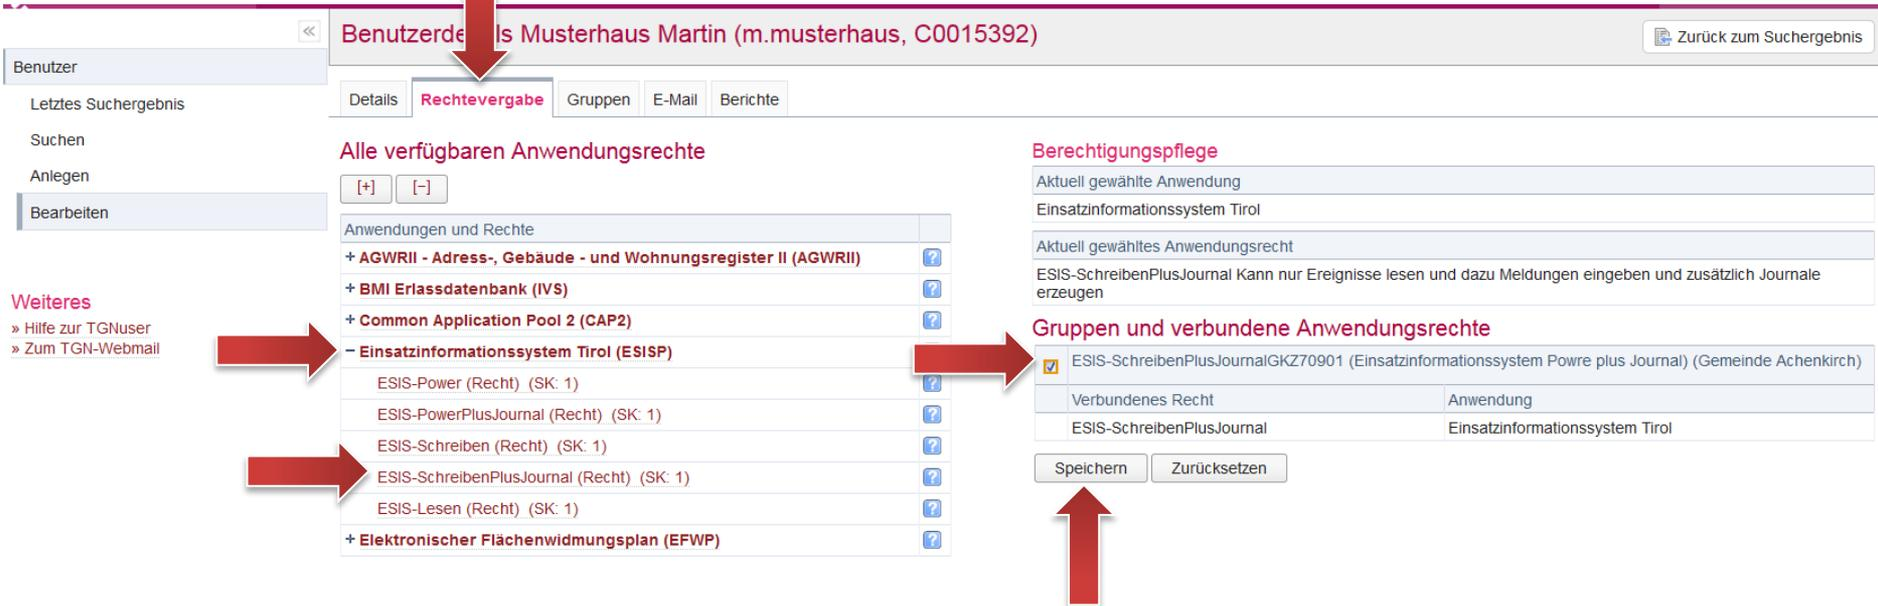 Benutzerde ls Musterhaus Martin (m.musterhaus, C0015392)
Zurück zum Suchergebnis
Benutzer
Letztes Suchergebnis
Suchen
Anlegen
Bearbeiten
Weiteres
» Hilfe zur TGNuser
» Zum TGN-Webmail
Details Rechtevergabe Gruppen E-Mail Berichte
Alle verfügbaren Anwendungsrechte
[+] [−]
Anwendungen und Rechte
+ AGWRII - Adress-, Gebäude - und Wohnungsregister II (AGWRII) ?
+ BMI Erlassdatenbank (IVS) ?
+ Common Application Pool 2 (CAP2) ?
− Einsatzinformationssystem Tirol (ESISP)
ESIS-Power (Recht) (SK: 1) ?
ESIS-PowerPlusJournal (Recht) (SK: 1) ?
ESIS-Schreiben (Recht) (SK: 1) ?
ESIS-SchreibenPlusJournal (Recht) (SK: 1) ?
ESIS-Lesen (Recht) (SK: 1) ?
+ Elektronischer Flächenwidmungsplan (EFWP) ?
Berechtigungspflege
Aktuell gewählte Anwendung
Einsatzinformationssystem Tirol
Aktuell gewähltes Anwendungsrecht
ESIS-SchreibenPlusJournal Kann nur Ereignisse lesen und dazu Meldungen eingeben und zusätzlich Journale
erzeugen
Gruppen und verbundene Anwendungsrechte
ESIS-SchreibenPlusJournalGKZ70901 (Einsatzinformationssystem Powre plus Journal) (Gemeinde Achenkirch)
Verbundenes Recht Anwendung
ESIS-SchreibenPlusJournal Einsatzinformationssystem Tirol
Speichern Zurücksetzen